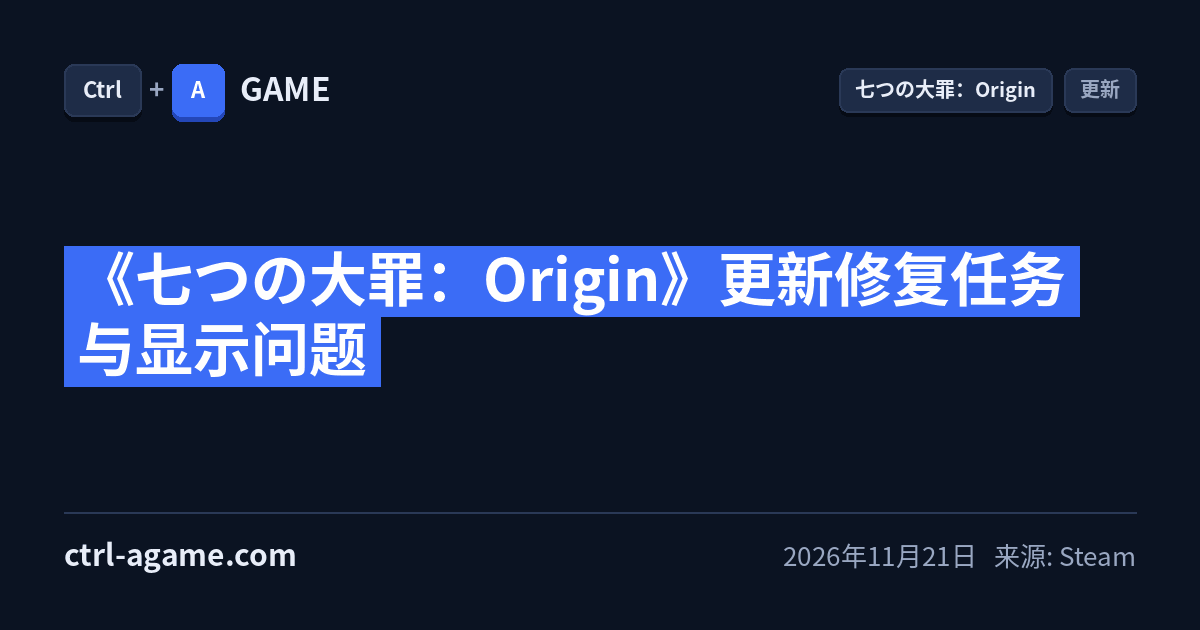 Ctrl + A GAME
七つの大罪：Origin 更新
《七つの大罪：Origin》更新修复任务
与显示问题
ctrl-agame.com
2026年11月21日 来源: Steam